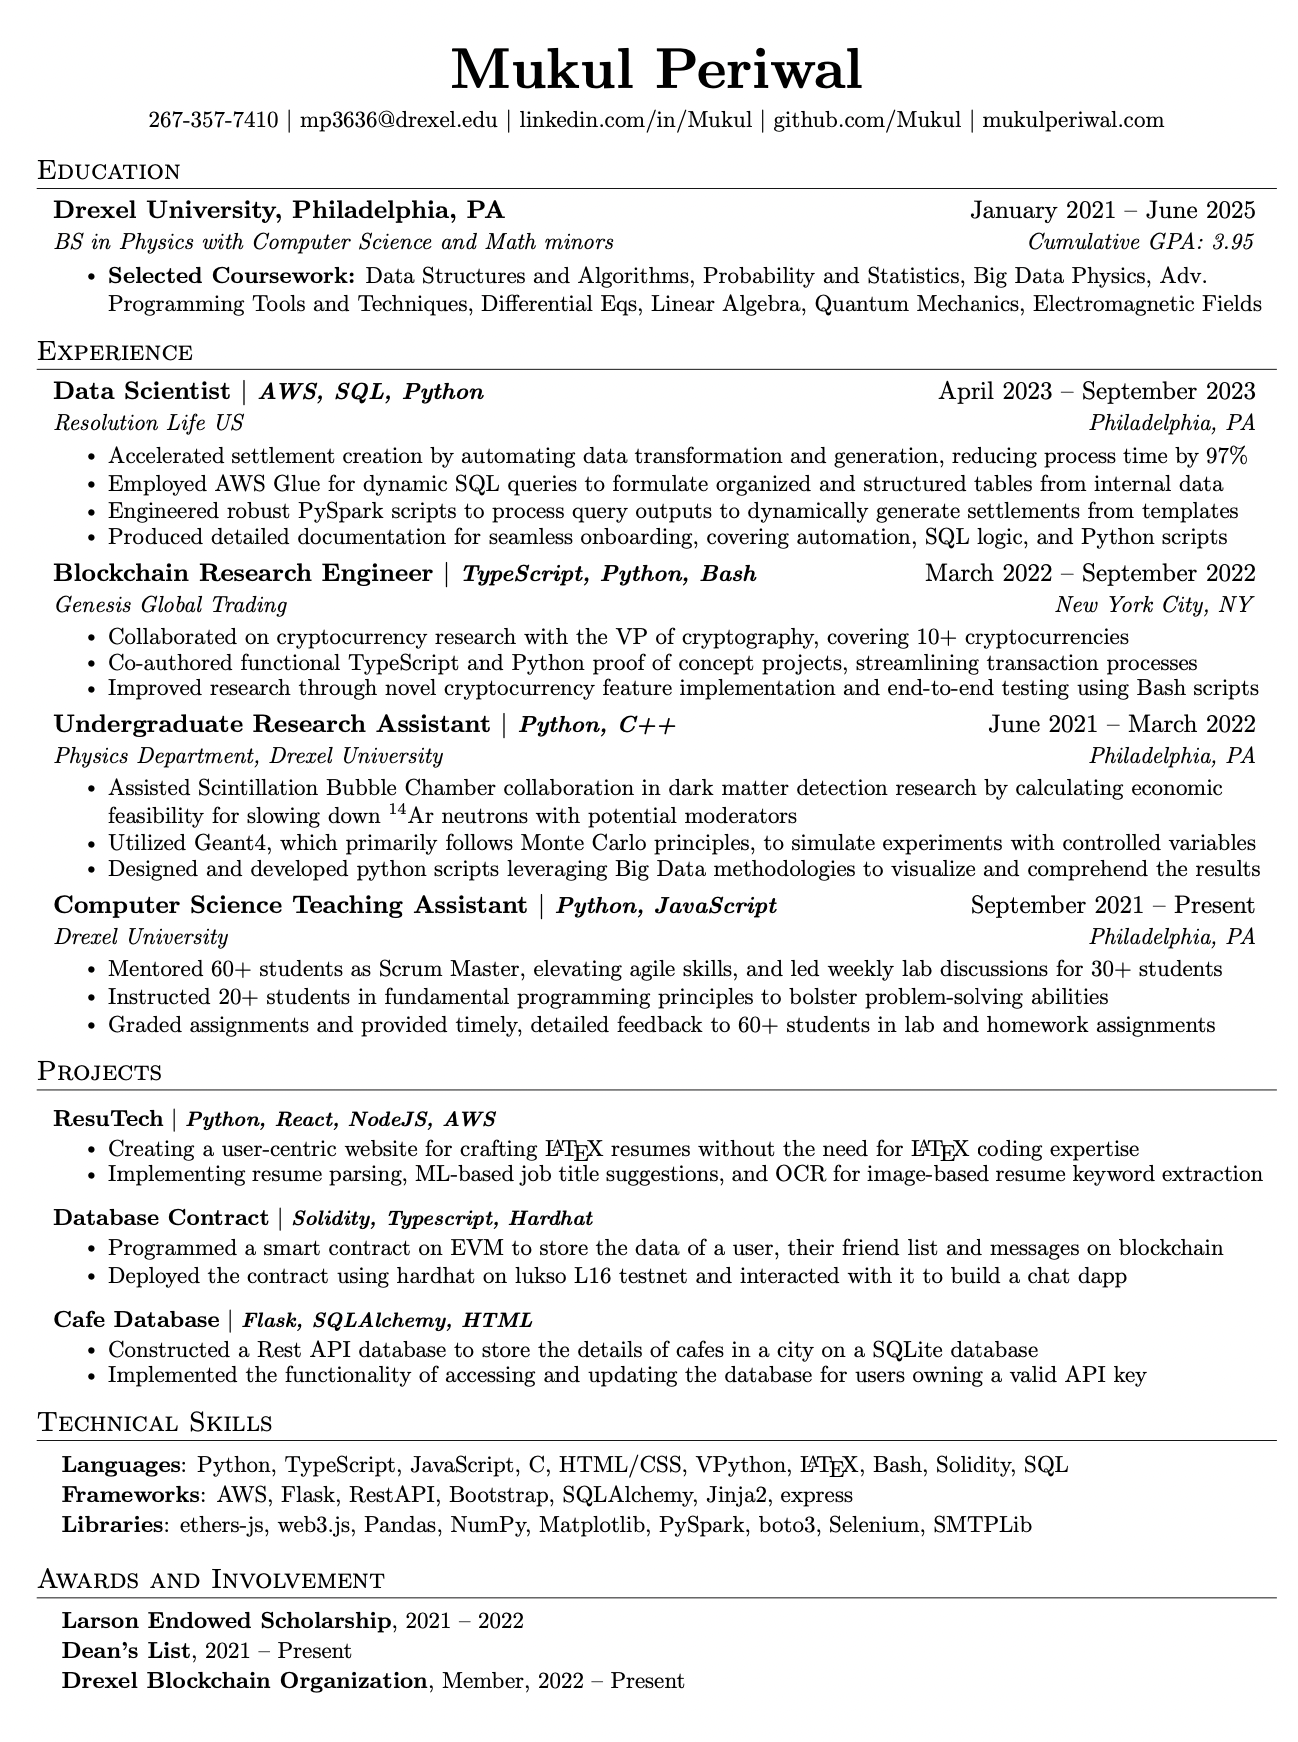 Mukul Periwal
267-357-7410 | mp3636@drexel.edu | linkedin.com/in/Mukul | github.com/Mukul | mukulperiwal.com
Education
Drexel University, Philadelphia, PA January 2021 – June 2025
BS in Physics with Computer Science and Math minors Cumulative GPA: 3.95
• Selected Coursework: Data Structures and Algorithms, Probability and Statistics, Big Data Physics, Adv.
Programming Tools and Techniques, Differential Eqs, Linear Algebra, Quantum Mechanics, Electromagnetic Fields
Experience
Data Scientist | AWS, SQL, Python April 2023 – September 2023
Resolution Life US Philadelphia, PA
• Accelerated settlement creation by automating data transformation and generation, reducing process time by 97%
• Employed AWS Glue for dynamic SQL queries to formulate organized and structured tables from internal data
• Engineered robust PySpark scripts to process query outputs to dynamically generate settlements from templates
• Produced detailed documentation for seamless onboarding, covering automation, SQL logic, and Python scripts
Blockchain Research Engineer | TypeScript, Python, Bash March 2022 – September 2022
Genesis Global Trading New York City, NY
• Collaborated on cryptocurrency research with the VP of cryptography, covering 10+ cryptocurrencies
• Co-authored functional TypeScript and Python proof of concept projects, streamlining transaction processes
• Improved research through novel cryptocurrency feature implementation and end-to-end testing using Bash scripts
Undergraduate Research Assistant | Python, C++ June 2021 – March 2022
Physics Department, Drexel University Philadelphia, PA
• Assisted Scintillation Bubble Chamber collaboration in dark matter detection research by calculating economic
feasibility for slowing down ¹⁴Ar neutrons with potential moderators
• Utilized Geant4, which primarily follows Monte Carlo principles, to simulate experiments with controlled variables
• Designed and developed python scripts leveraging Big Data methodologies to visualize and comprehend the results
Computer Science Teaching Assistant | Python, JavaScript September 2021 – Present
Drexel University Philadelphia, PA
• Mentored 60+ students as Scrum Master, elevating agile skills, and led weekly lab discussions for 30+ students
• Instructed 20+ students in fundamental programming principles to bolster problem-solving abilities
• Graded assignments and provided timely, detailed feedback to 60+ students in lab and homework assignments
Projects
ResuTech | Python, React, NodeJS, AWS
• Creating a user-centric website for crafting LATEX resumes without the need for LATEX coding expertise
• Implementing resume parsing, ML-based job title suggestions, and OCR for image-based resume keyword extraction
Database Contract | Solidity, Typescript, Hardhat
• Programmed a smart contract on EVM to store the data of a user, their friend list and messages on blockchain
• Deployed the contract using hardhat on lukso L16 testnet and interacted with it to build a chat dapp
Cafe Database | Flask, SQLAlchemy, HTML
• Constructed a Rest API database to store the details of cafes in a city on a SQLite database
• Implemented the functionality of accessing and updating the database for users owning a valid API key
Technical Skills
Languages: Python, TypeScript, JavaScript, C, HTML/CSS, VPython, LATEX, Bash, Solidity, SQL
Frameworks: AWS, Flask, RestAPI, Bootstrap, SQLAlchemy, Jinja2, express
Libraries: ethers-js, web3.js, Pandas, NumPy, Matplotlib, PySpark, boto3, Selenium, SMTPLib
Awards and Involvement
Larson Endowed Scholarship, 2021 – 2022
Dean's List, 2021 – Present
Drexel Blockchain Organization, Member, 2022 – Present